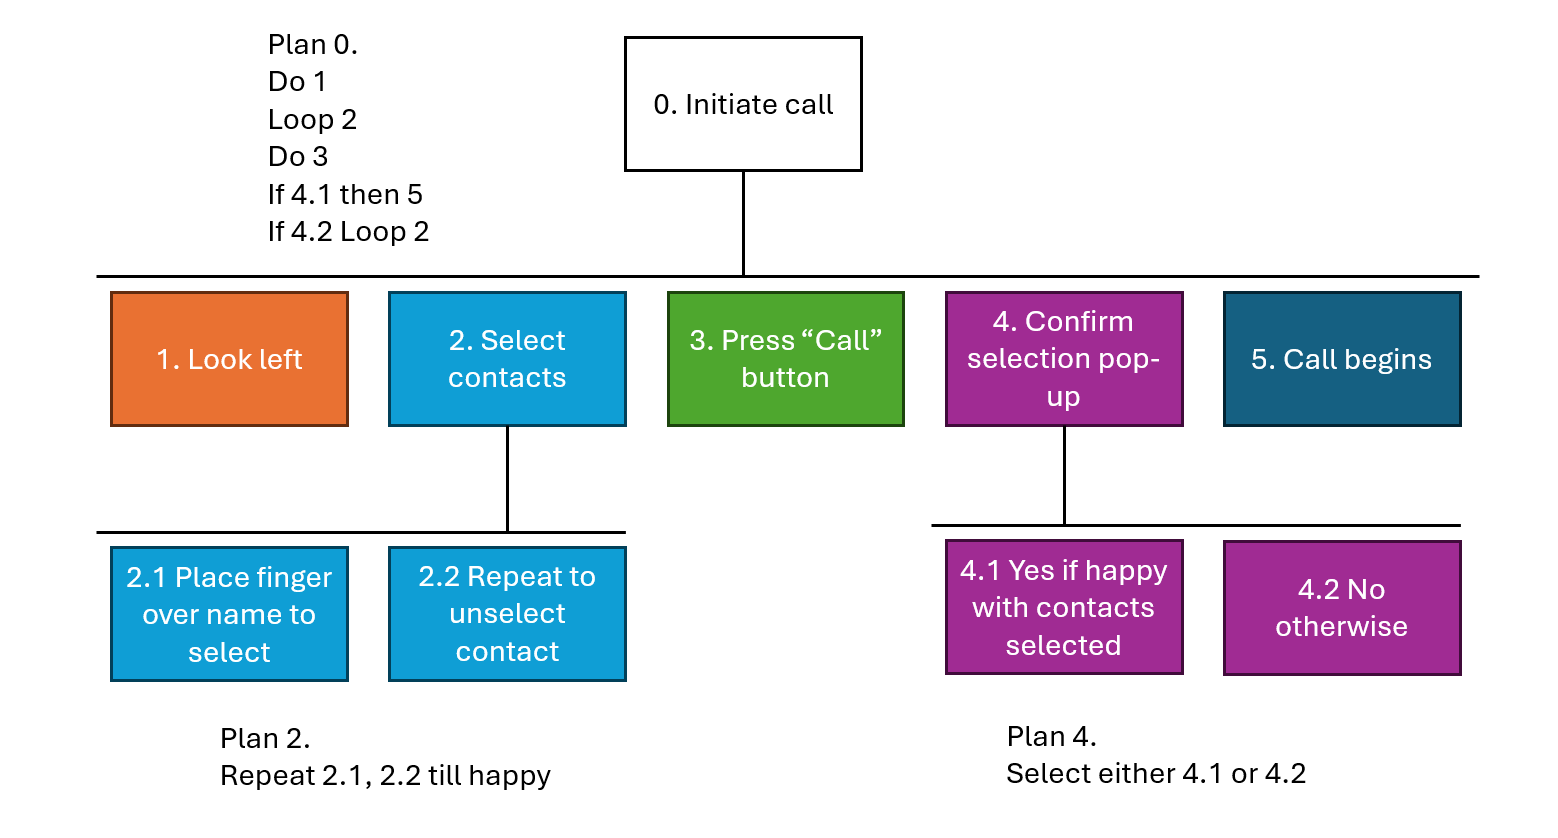 Plan 0.
Do 1
Loop 2
Do 3
If 4.1 then 5
If 4.2 Loop 2
0. Initiate call
1. Look left
2. Select
contacts
3. Press “Call”
button
4. Confirm
selection pop-
up
5. Call begins
2.1 Place finger
over name to
select
2.2 Repeat to
unselect
contact
4.1 Yes if happy
with contacts
selected
4.2 No
otherwise
Plan 2.
Repeat 2.1, 2.2 till happy
Plan 4.
Select either 4.1 or 4.2